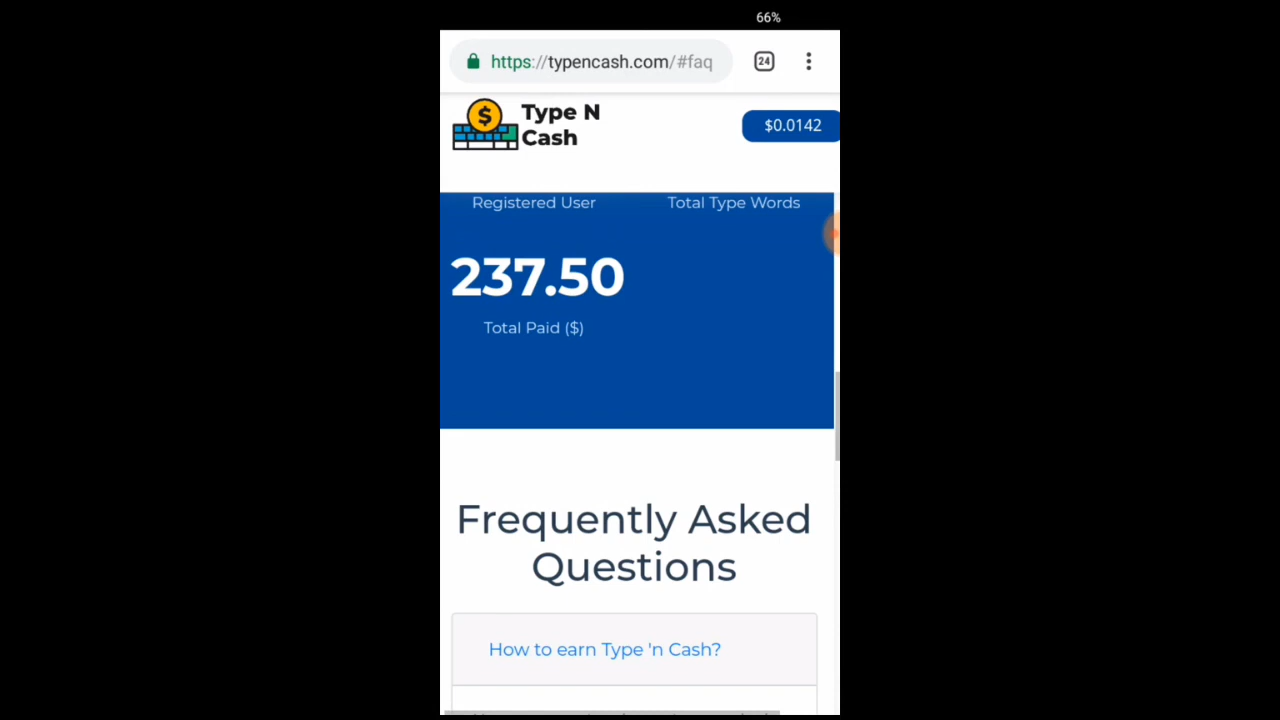 66%
https://typencash.com/#faq
24
$
Type N
Cash
$0.0142
Registered User
Total Type Words
237.50
Total Paid ($)
Frequently Asked
Questions
How to earn Type 'n Cash?